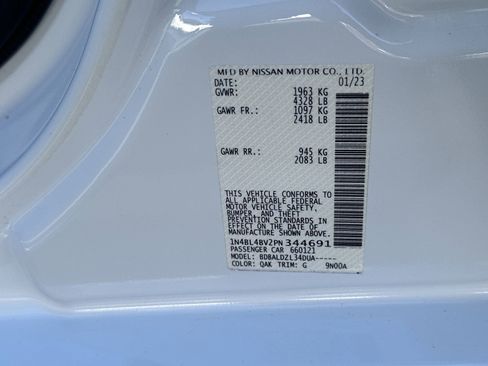 MFD BY NISSAN MOTOR CO., LTD.
DATE: 01/23
GVWR: 1963 KG
4328 LB
GAWR FR.: 1097 KG
2418 LB
GAWR RR.: 945 KG
2083 LB
THIS VEHICLE CONFORMS TO
ALL APPLICABLE FEDERAL
MOTOR VEHICLE SAFETY,
BUMPER, AND THEFT
PREVENTION STANDARDS IN
EFFECT ON THE DATE OF
MANUFACTURE SHOWN ABOVE.
1N4BL4BV2PN344691
PASSENGER CAR 660121
MODEL: BDBALDZL34DUA-----
COLOR: QAK TRIM: G 9N00A